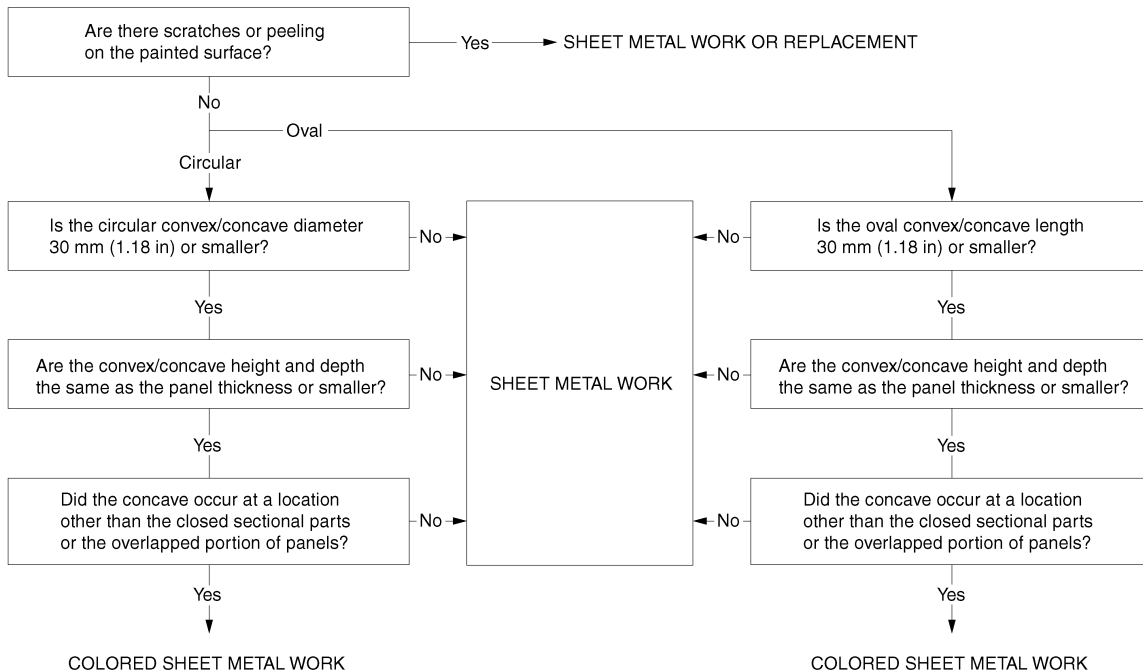 Are there scratches or peeling
on the painted surface?
Yes
SHEET METAL WORK OR REPLACEMENT
No
Oval
Circular
Is the circular convex/concave diameter
30 mm (1.18 in) or smaller?
No
No
Is the oval convex/concave length
30 mm (1.18 in) or smaller?
Yes
Yes
Are the convex/concave height and depth
the same as the panel thickness or smaller?
No
SHEET METAL WORK
No
Are the convex/concave height and depth
the same as the panel thickness or smaller?
Yes
Yes
Did the concave occur at a location
other than the closed sectional parts
or the overlapped portion of panels?
No
No
Did the concave occur at a location
other than the closed sectional parts
or the overlapped portion of panels?
Yes
Yes
COLORED SHEET METAL WORK
COLORED SHEET METAL WORK